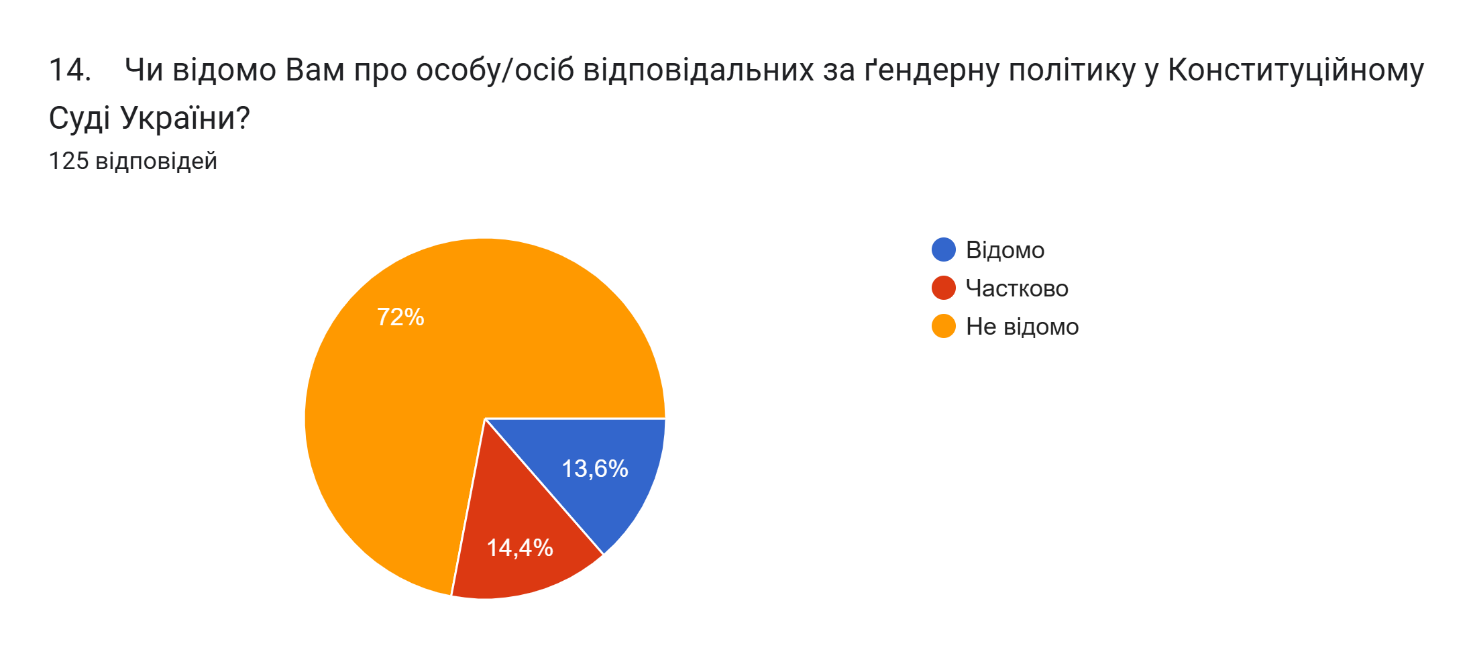 14. Чи відомо Вам про особу/осіб відповідальних за ґендерну політику у Конституційному
Суді України?
125 відповідей
Відомо
Частково
Не відомо
72%
13,6%
14,4%